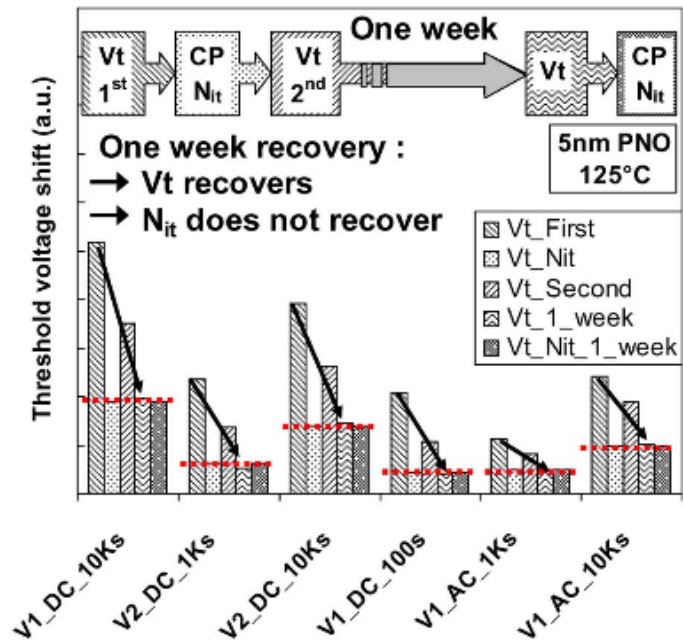 One week
Vt
1st
CP
Nit
Vt
2nd
Vt
CP
Nit
5nm PNO
125°C
One week recovery :
→ Vt recovers
→ Nit does not recover
Vt_First
Vt_Nit
Vt_Second
Vt_1_week
Vt_Nit_1_week
Threshold voltage shift (a.u.)
V1_DC_10Ks
V2_DC_1Ks
V2_DC_10Ks
V1_DC_100s
V1_AC_1Ks
V1_AC_10Ks